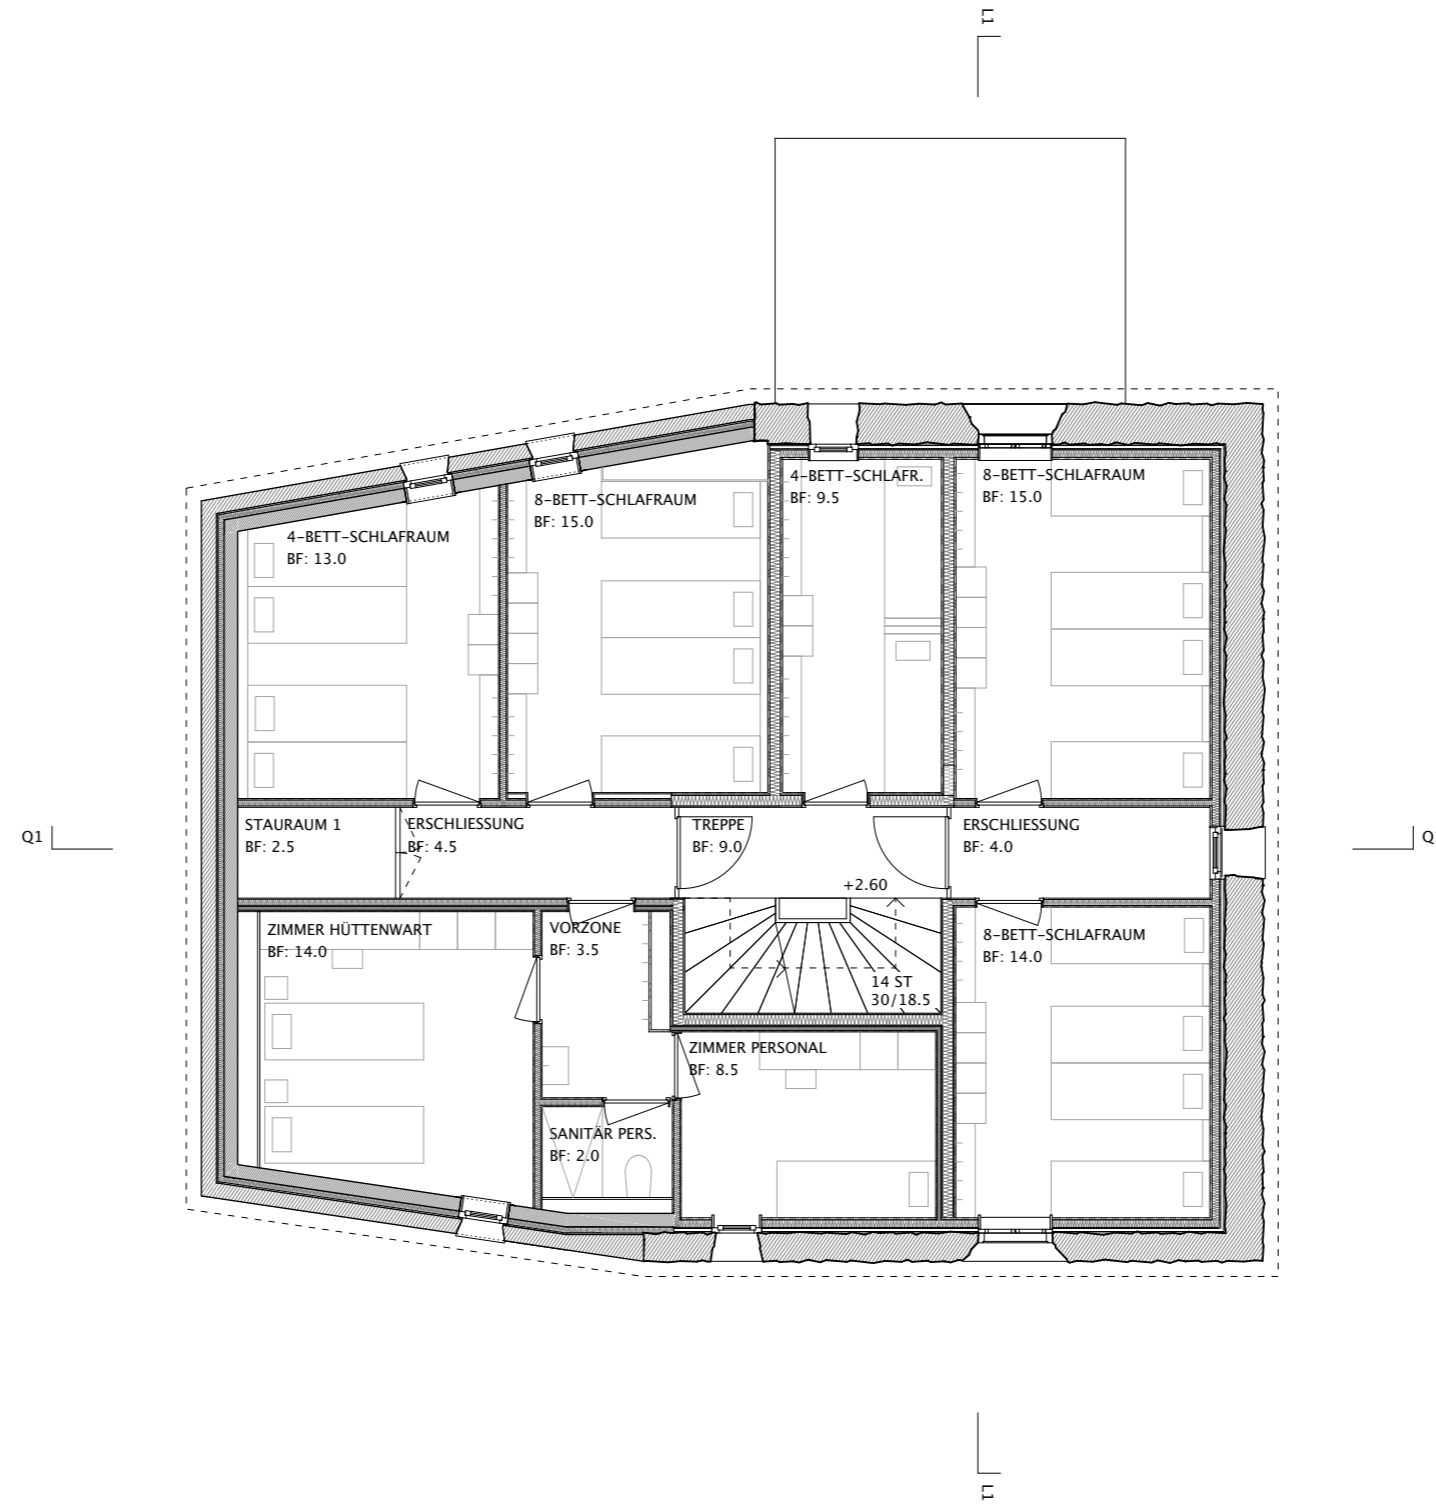 L1
4-BETT-SCHLAFRAUM
BF: 13.0
8-BETT-SCHLAFRAUM
BF: 15.0
4-BETT-SCHLAFR.
BF: 9.5
8-BETT-SCHLAFRAUM
BF: 15.0
Q1
STAURAUM 1
BF: 2.5
ERSCHLIESSUNG
BF: 4.5
TREPPE
BF: 9.0
+2.60
ERSCHLIESSUNG
BF: 4.0
Q
ZIMMER HÜTTENWART
BF: 14.0
VORZONE
BF: 3.5
14 ST
30/18.5
8-BETT-SCHLAFRAUM
BF: 14.0
ZIMMER PERSONAL
BF: 8.5
SANITÄR PERS.
BF: 2.0
L1